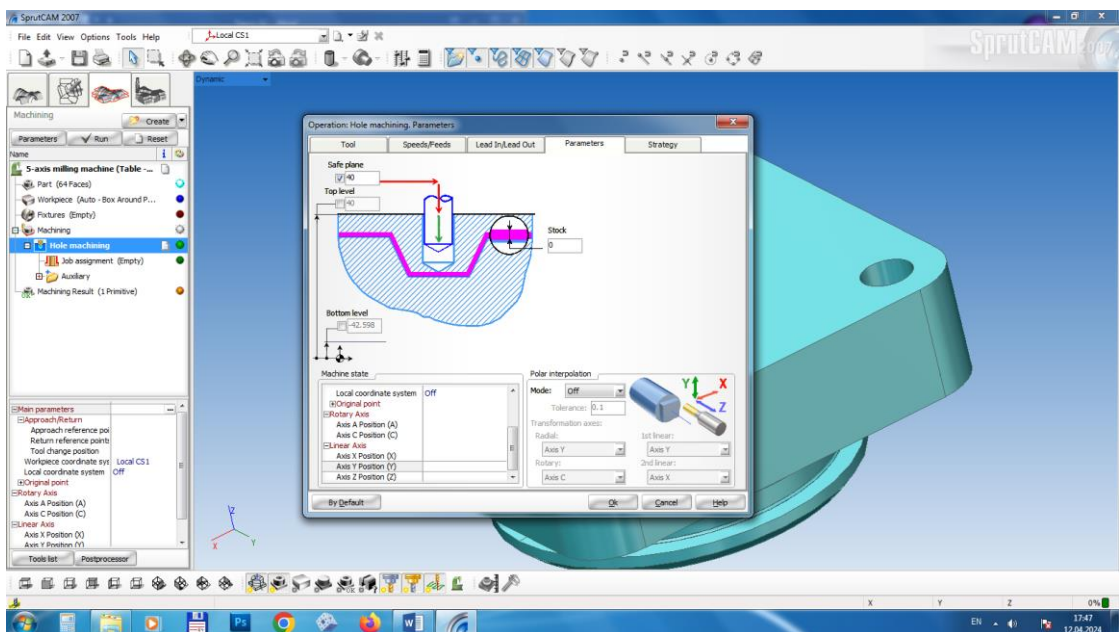 SprutCAM 2007
File Edit View Options Tools Help
Local CS1
SprutCAM 2007
Dynamic
Machining
Create
Parameters
Run
Reset
Name
5-axis milling machine (Table -...
Part (64 Faces)
Workpiece (Auto - Box Around P...
Fixtures (Empty)
Machining
Hole machining
Job assignment (Empty)
Auxiliary
Machining Result (1 Primitive)
Main parameters
Approach/Return
Approach reference poi
Return reference points
Tool change position
Workpiece coordinate sys Local CS1
Local coordinate system Off
Original point
Rotary Axis
Axis A Position (A)
Axis C Position (C)
Linear Axis
Axis X Position (X)
Axis Y Position (Y)
Tools list
Postprocessor
Operation: Hole machining. Parameters
Tool
Speeds/Feeds
Lead In/Lead Out
Parameters
Strategy
Safe plane
40
Top level
40
Stock
0
Bottom level
-42.598
Machine state
Local coordinate system Off
Original point
Rotary Axis
Axis A Position (A)
Axis C Position (C)
Linear Axis
Axis X Position (X)
Axis Y Position (Y)
Axis Z Position (Z)
Polar interpolation
Mode: Off
Tolerance: 0.1
Transformation axes:
Radial:
1st linear:
Axis Y
Axis Y
Rotary:
2nd linear:
Axis C
Axis X
Y X
Z
By Default
Ok
Cancel
Help
Z
X Y
X Y Z 0%
Ps
W
EN
17:47
12.04.2024